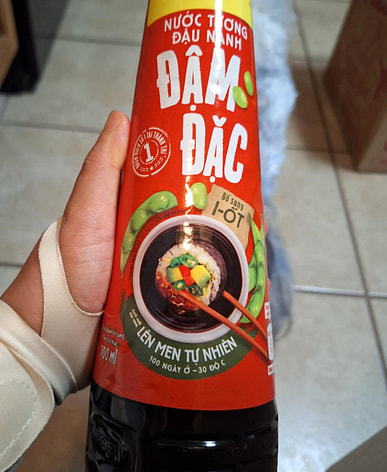 NƯỚC TƯƠNG
ĐẬU NÀNH
ĐẬM
ĐẶC
1
Bổ sung
I-ỐT
LÊN MEN TỰ NHIÊN
100 NGÀY Ở ~30 ĐỘ C
700 Ml